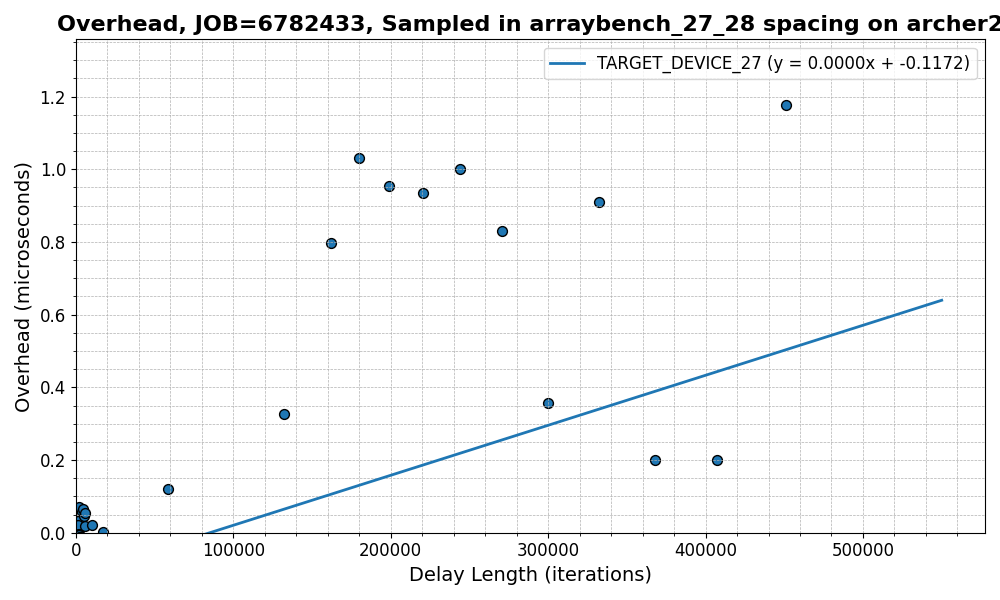 Overhead, JOB=6782433, Sampled in arraybench_27_28 spacing on archer2
TARGET_DEVICE_27 (y = 0.0000x + -0.1172)
Overhead (microseconds)
1.2
1.0
0.8
0.6
0.4
0.2
0.0
0 100000 200000 300000 400000 500000
Delay Length (iterations)